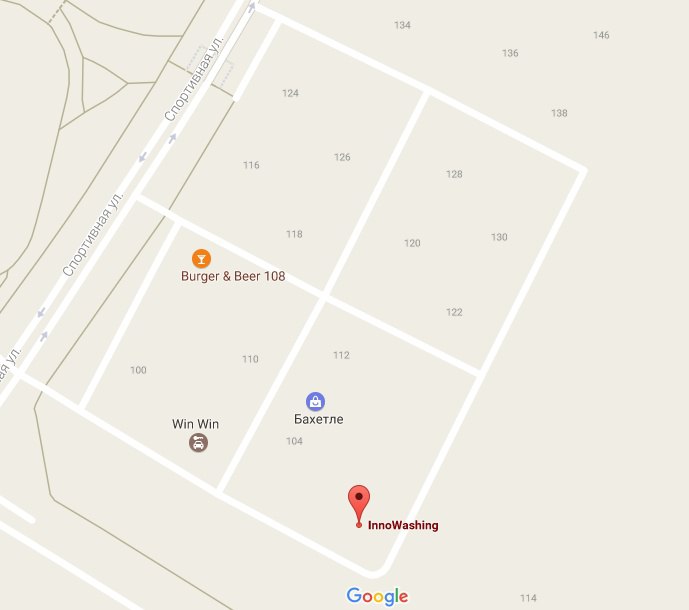 134
146
136
Спортивная ул.
124
138
116
126
128
118
120
130
Спортивная ул.
Burger & Beer 108
122
110
112
100
ная ул.
Бахетле
Win Win
104
InnoWashing
Google
114